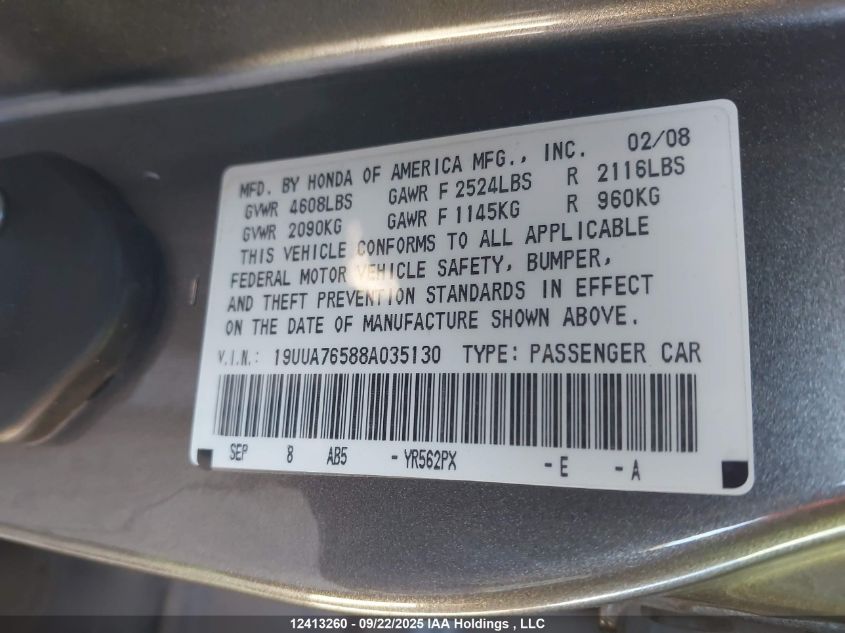 MFD. BY HONDA OF AMERICA MFG., INC. 02/08
GVWR 4608LBS GAWR F 2524LBS R 2116LBS
GVWR 2090KG GAWR F 1145KG R 960KG
THIS VEHICLE CONFORMS TO ALL APPLICABLE
FEDERAL MOTOR VEHICLE SAFETY, BUMPER,
AND THEFT PREVENTION STANDARDS IN EFFECT
ON THE DATE OF MANUFACTURE SHOWN ABOVE.
V.I.N.: 19UUA76588A035130 TYPE: PASSENGER CAR
SEP 8 AB5 -YR562PX -E -A
12413260 - 09/22/2025 IAA Holdings , LLC